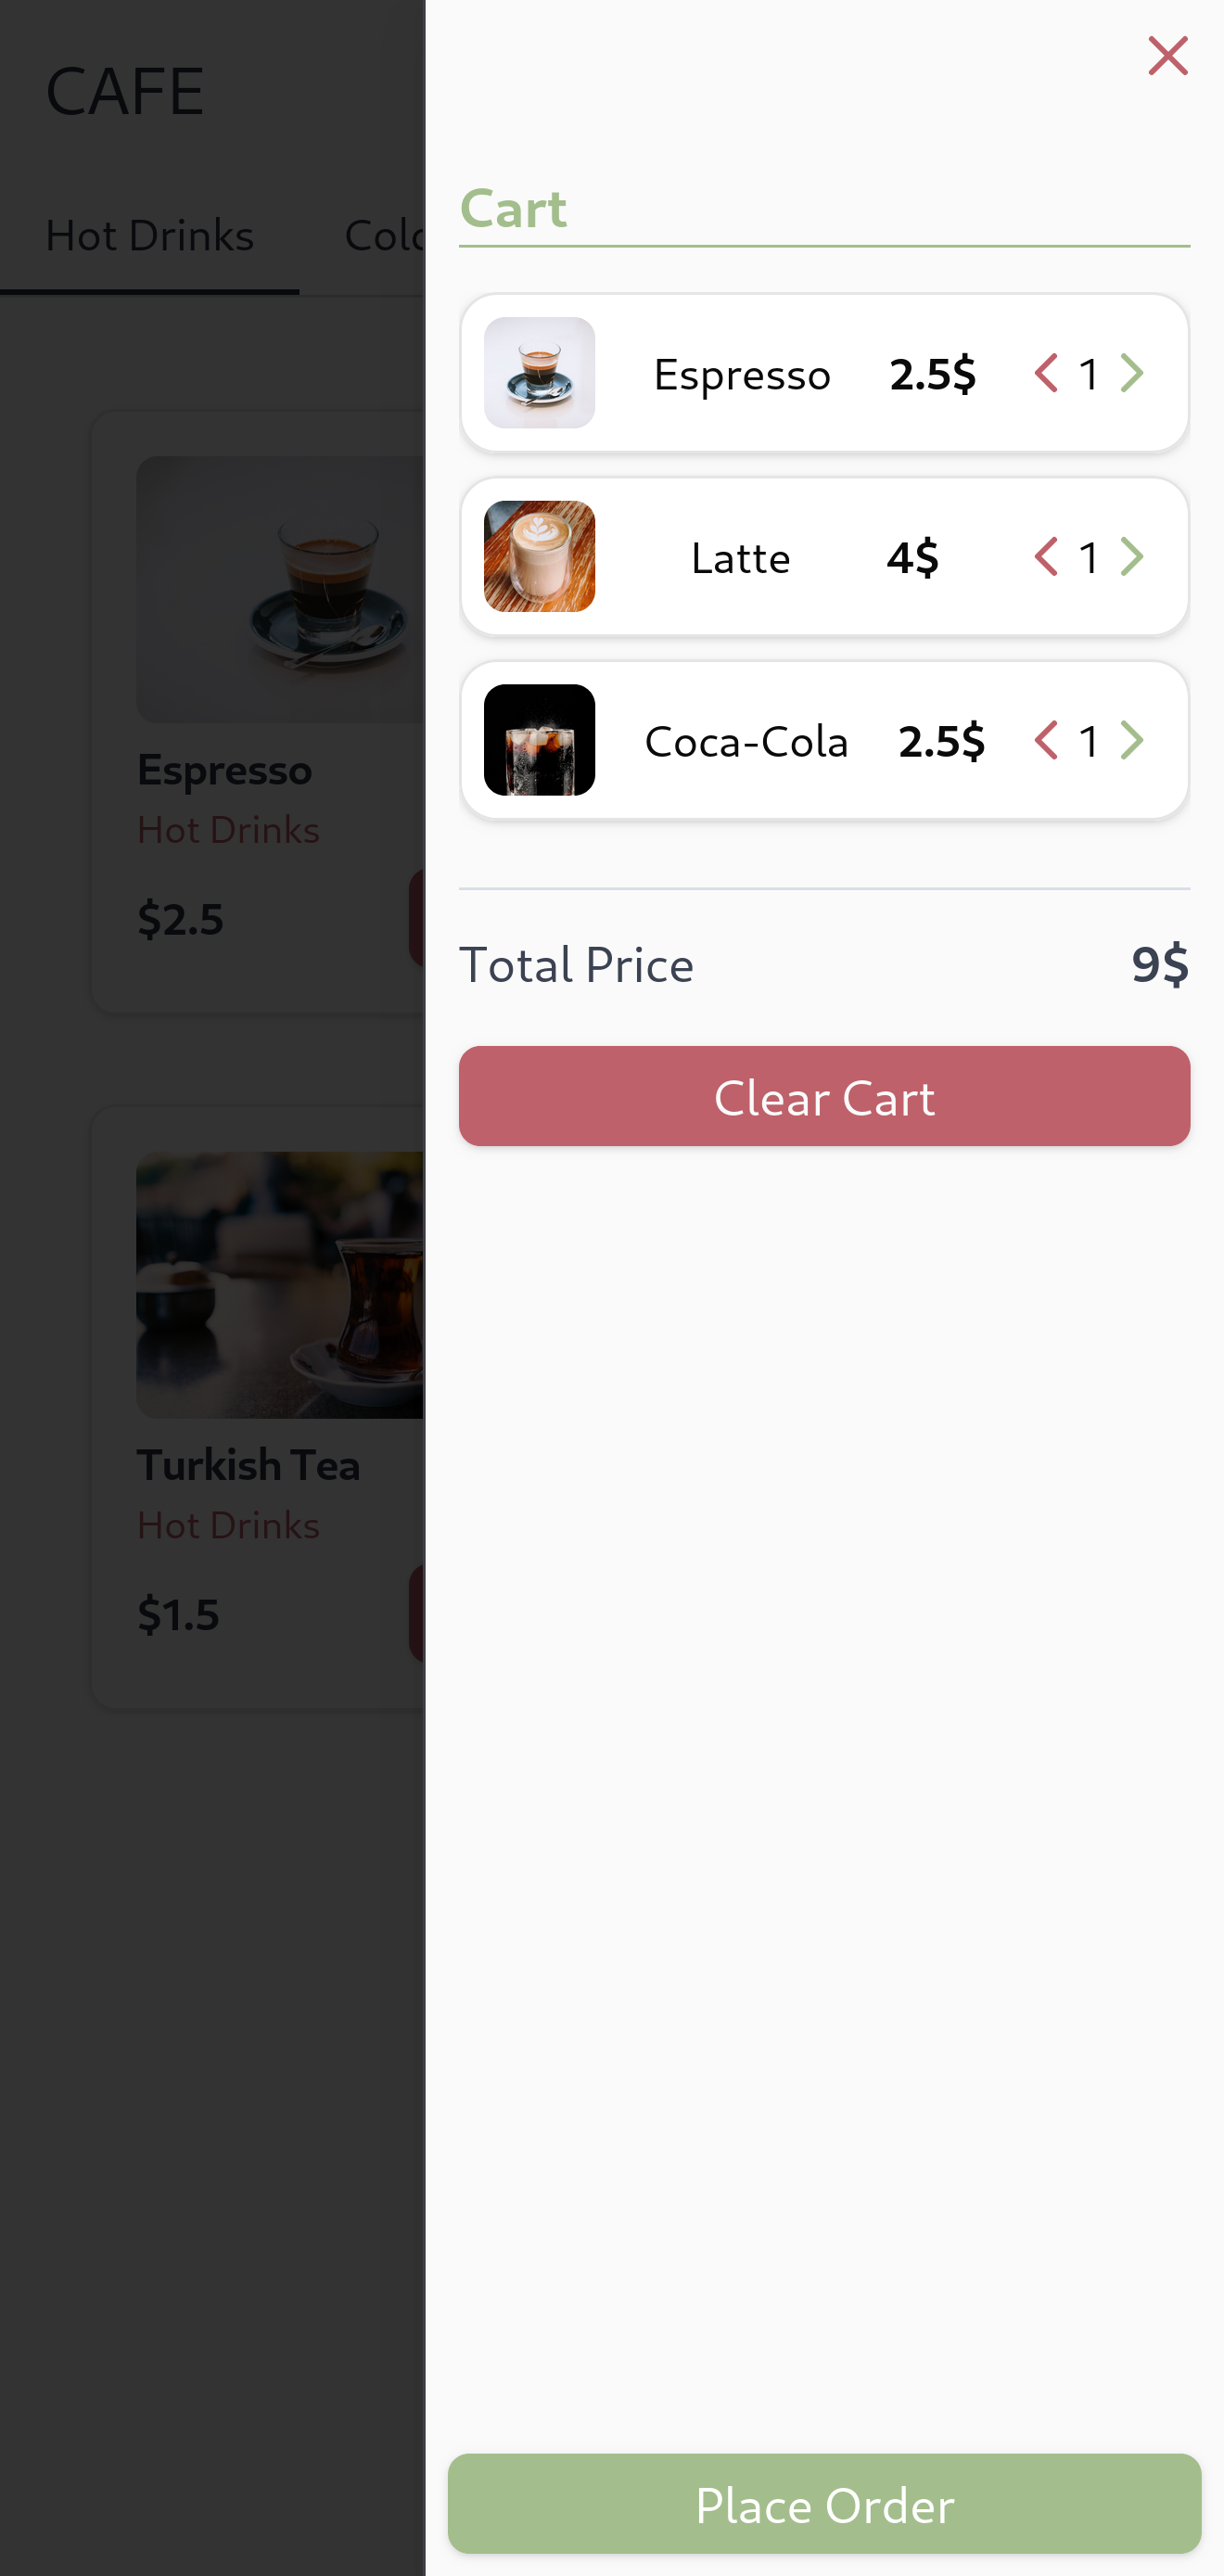 CAFE
Hot Drinks
Espresso
Hot Drinks
$2.5
Turkish Tea
Hot Drinks
$1.5
Cart
Espresso 2.5$ 1
Latte 4$ 1
Coca-Cola 2.5$ 1
Total Price 9$
Clear Cart
Place Order